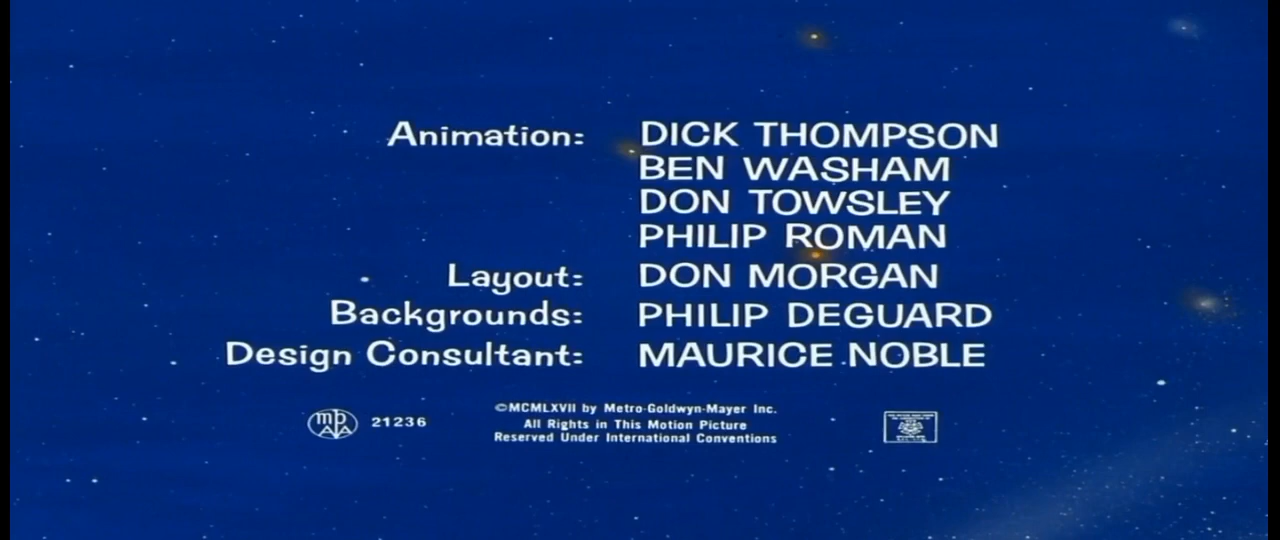 Animation: DICK THOMPSON
BEN WASHAM
DON TOWSLEY
PHILIP ROMAN
Layout: DON MORGAN
Backgrounds: PHILIP DEGUARD
Design Consultant: MAURICE NOBLE
©MCMLXVII by Metro-Goldwyn-Mayer Inc.
mpAA 21236 All Rights in This Motion Picture
Reserved Under International Conventions